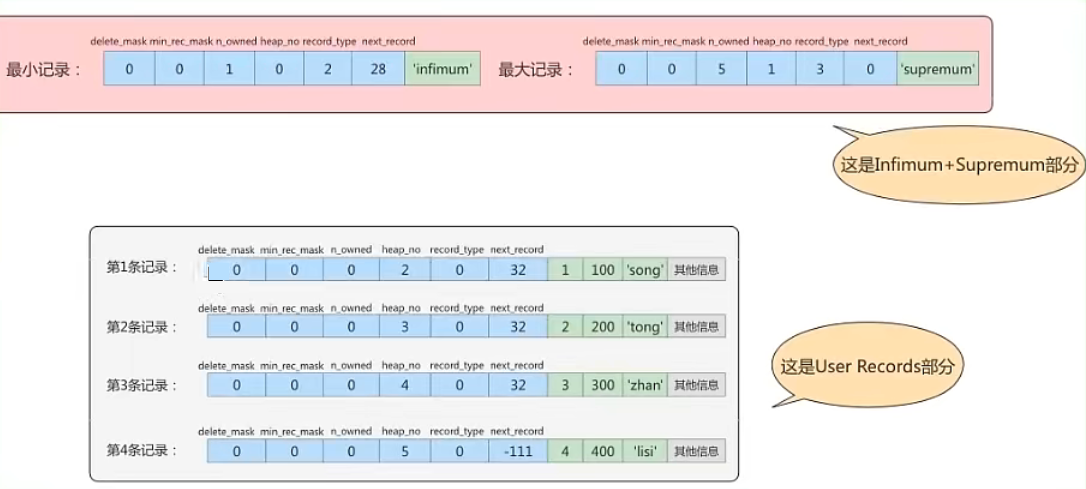 delete_mask min_rec_mask n_owned heap_no record_type next_record
最小记录： 0 0 1 0 2 28 'infimum'
delete_mask min_rec_mask n_owned heap_no record_type next_record
最大记录： 0 0 5 1 3 0 'supremum'
这是Infimum+Supremum部分
delete_mask min_rec_mask n_owned heap_no record_type next_record
第1条记录： 0 0 0 2 0 32 1 100 'song' 其他信息
delete_mask min_rec_mask n_owned heap_no record_type next_record
第2条记录： 0 0 0 3 0 32 2 200 'tong' 其他信息
delete_mask min_rec_mask n_owned heap_no record_type next_record
第3条记录： 0 0 0 4 0 32 3 300 'zhan' 其他信息
delete_mask min_rec_mask n_owned heap_no record_type next_record
第4条记录： 0 0 0 5 0 -111 4 400 'lisi' 其他信息
这是User Records部分